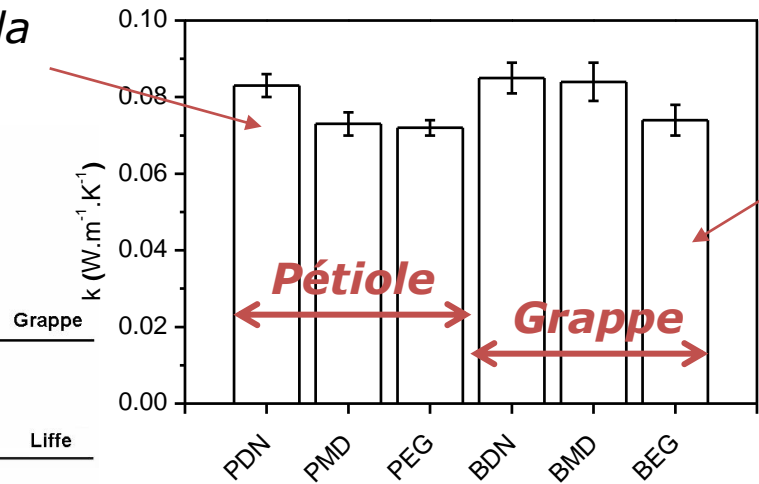 la
0.10
0.08
0.06
0.04
0.02
0.00
k (W.m⁻¹.K⁻¹)
Pétiole
Grappe
Grappe
Liffe
PDN PMD PEG BDN BMD BEG